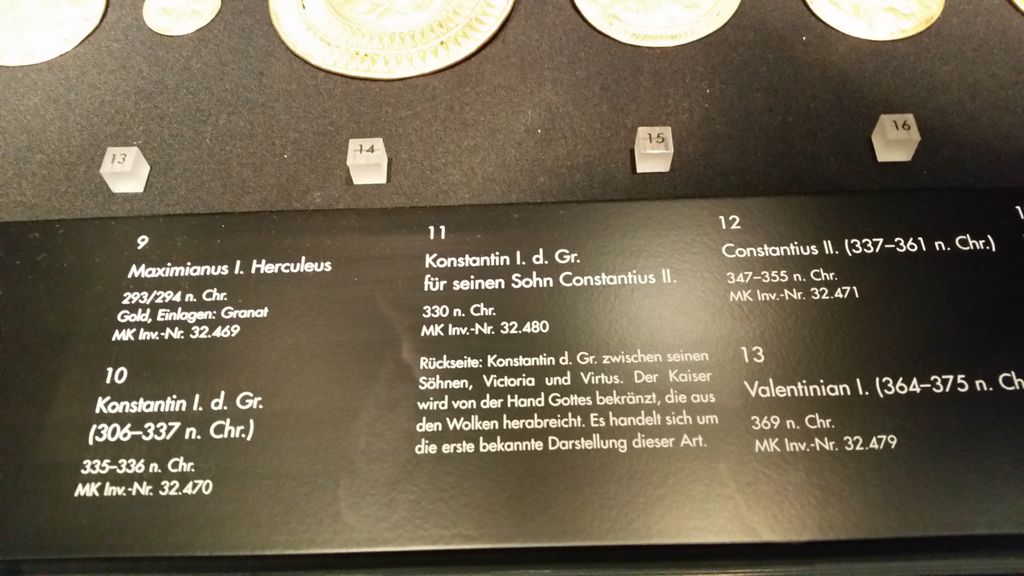 13
14
15
16
9
Maximianus I. Herculeus
293/294 n. Chr.
Gold, Einlagen: Granat
MK Inv.-Nr. 32.469
10
Konstantin I. d. Gr.
(306–337 n. Chr.)
335–336 n. Chr.
MK Inv.-Nr. 32.470
11
Konstantin I. d. Gr.
für seinen Sohn Constantius II.
330 n. Chr.
MK Inv.-Nr. 32.480
Rückseite: Konstantin d. Gr. zwischen seinen
Söhnen, Victoria und Virtus. Der Kaiser
wird von der Hand Gottes bekränzt, die aus
den Wolken herabreicht. Es handelt sich um
die erste bekannte Darstellung dieser Art.
12
Constantius II. (337–361 n. Chr.)
347–355 n. Chr.
MK Inv.-Nr. 32.471
13
Valentinian I. (364–375 n. Ch
369 n. Chr.
MK Inv.-Nr. 32.479